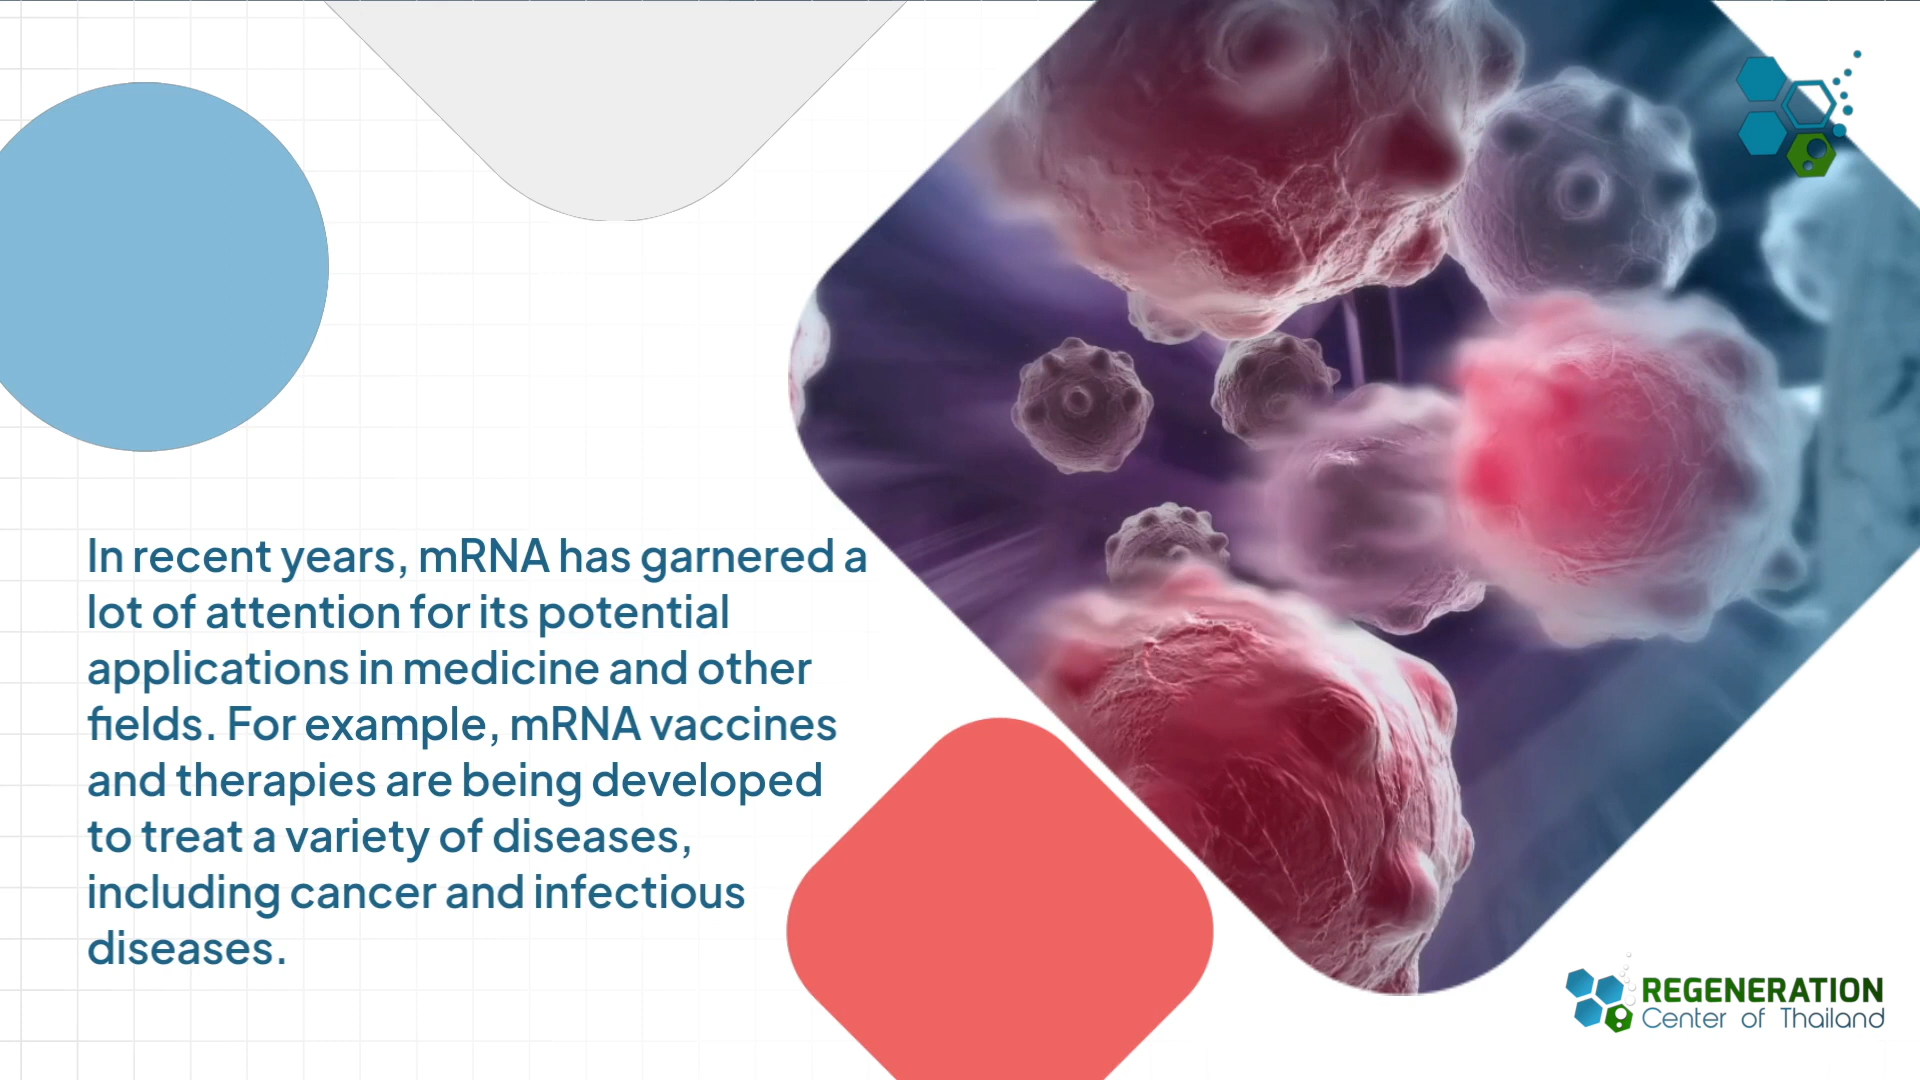 In recent years, mRNA has garnered a
lot of attention for its potential
applications in medicine and other
fields. For example, mRNA vaccines
and therapies are being developed
to treat a variety of diseases,
including cancer and infectious
diseases.
REGENERATION
Center of Thailand